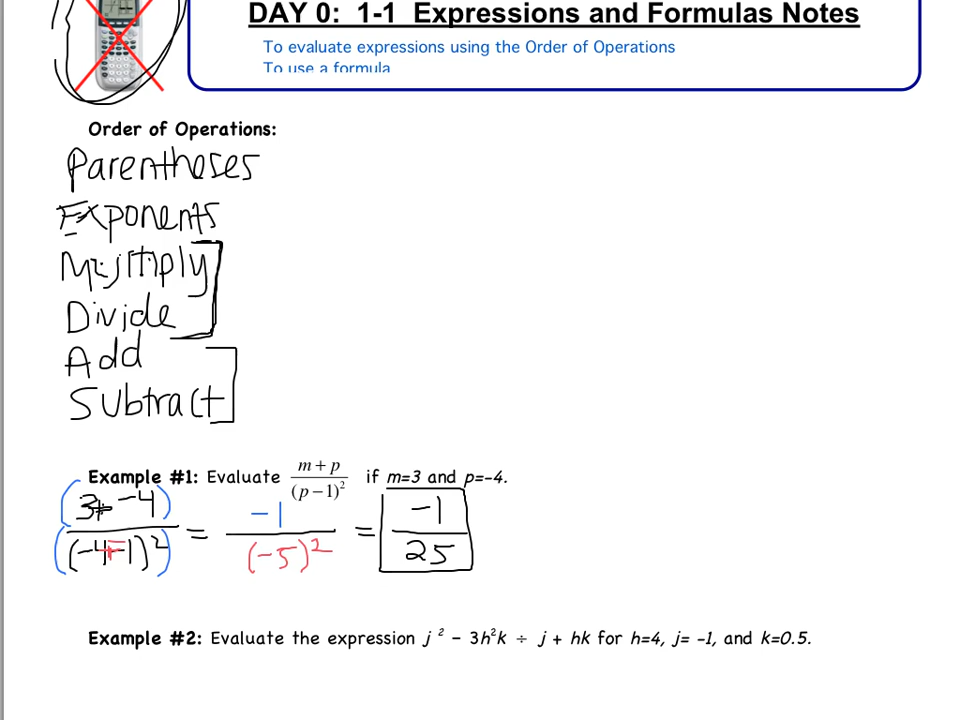 DAY 0: 1-1 Expressions and Formulas Notes
To evaluate expressions using the Order of Operations
To use a formula
Order of Operations:
Parentheses
Exponents
Multiply
Divide
Add
Subtract
Example #1: Evaluate (m + p)/(p − 1)² if m=3 and p=-4.
(3+ -4)/((-4+-1)²) = -1/(-5)² = -1/25
Example #2: Evaluate the expression j ² − 3h²k ÷ j + hk for h=4, j= -1, and k=0.5.